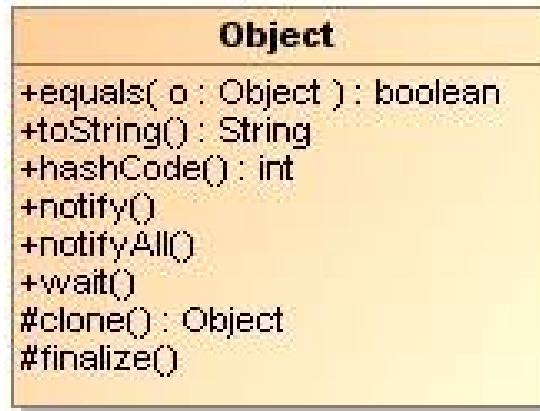 Object
+equals( o : Object ) : boolean
+toString() : String
+hashCode() : int
+notify()
+notifyAll()
+wait()
#clone() : Object
#finalize()